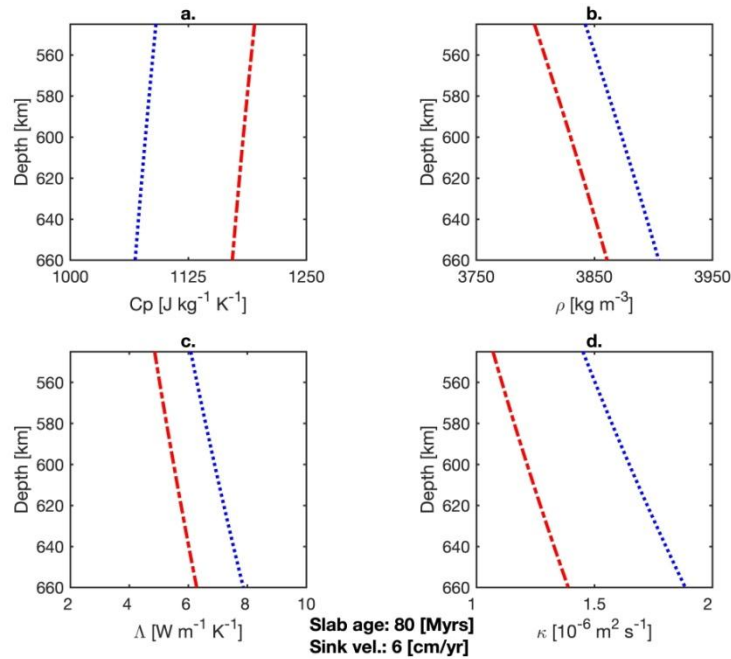 a.
560
580
600
620
640
660
Depth [km]
1000 1125 1250
Cp [J kg⁻¹ K⁻¹]
b.
560
580
600
620
640
660
Depth [km]
3750 3850 3950
ρ [kg m⁻³]
c.
560
580
600
620
640
660
Depth [km]
2 4 6 8 10
Λ [W m⁻¹ K⁻¹]
d.
560
580
600
620
640
660
Depth [km]
1 1.5 2
κ [10⁻⁶ m² s⁻¹]
Slab age: 80 [Myrs]
Sink vel.: 6 [cm/yr]